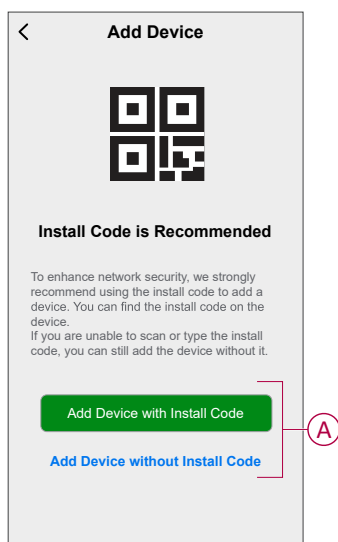 Add Device
Install Code is Recommended
To enhance network security, we strongly
recommend using the install code to add a
device. You can find the install code on the
device.
If you are unable to scan or type the install
code, you can still add the device without it.
Add Device with Install Code
A
Add Device without Install Code